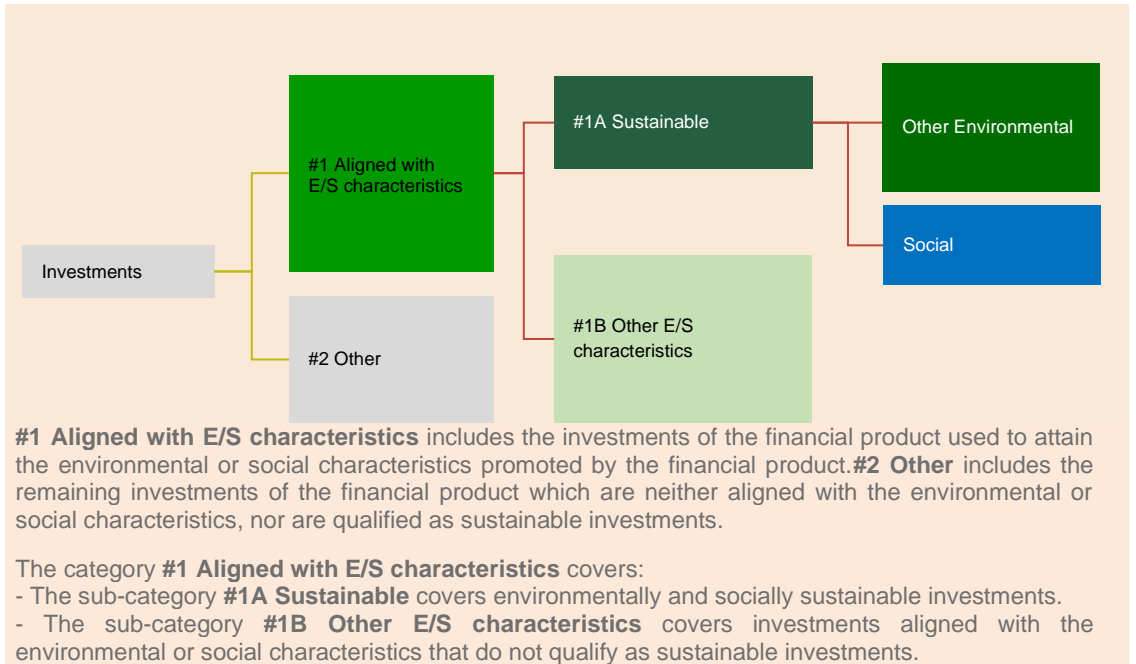 #1A Sustainable
Other Environmental
#1 Aligned with
E/S characteristics
Social
Investments
#1B Other E/S
characteristics
#2 Other
#1 Aligned with E/S characteristics includes the investments of the financial product used to attain
the environmental or social characteristics promoted by the financial product.#2 Other includes the
remaining investments of the financial product which are neither aligned with the environmental or
social characteristics, nor are qualified as sustainable investments.
The category #1 Aligned with E/S characteristics covers:
- The sub-category #1A Sustainable covers environmentally and socially sustainable investments.
- The sub-category #1B Other E/S characteristics covers investments aligned with the
environmental or social characteristics that do not qualify as sustainable investments.